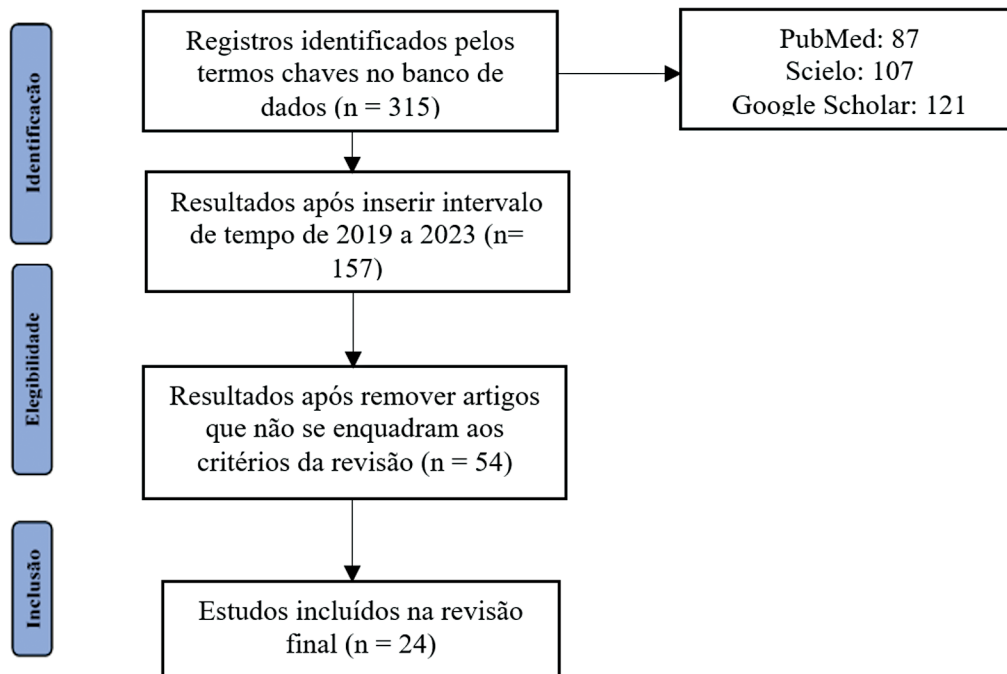 Identificação
Registros identificados pelos
termos chaves no banco de
dados (n = 315)
PubMed: 87
Scielo: 107
Google Scholar: 121
Resultados após inserir intervalo
de tempo de 2019 a 2023 (n=
157)
Elegibilidade
Resultados após remover artigos
que não se enquadram aos
critérios da revisão (n = 54)
Inclusão
Estudos incluídos na revisão
final (n = 24)